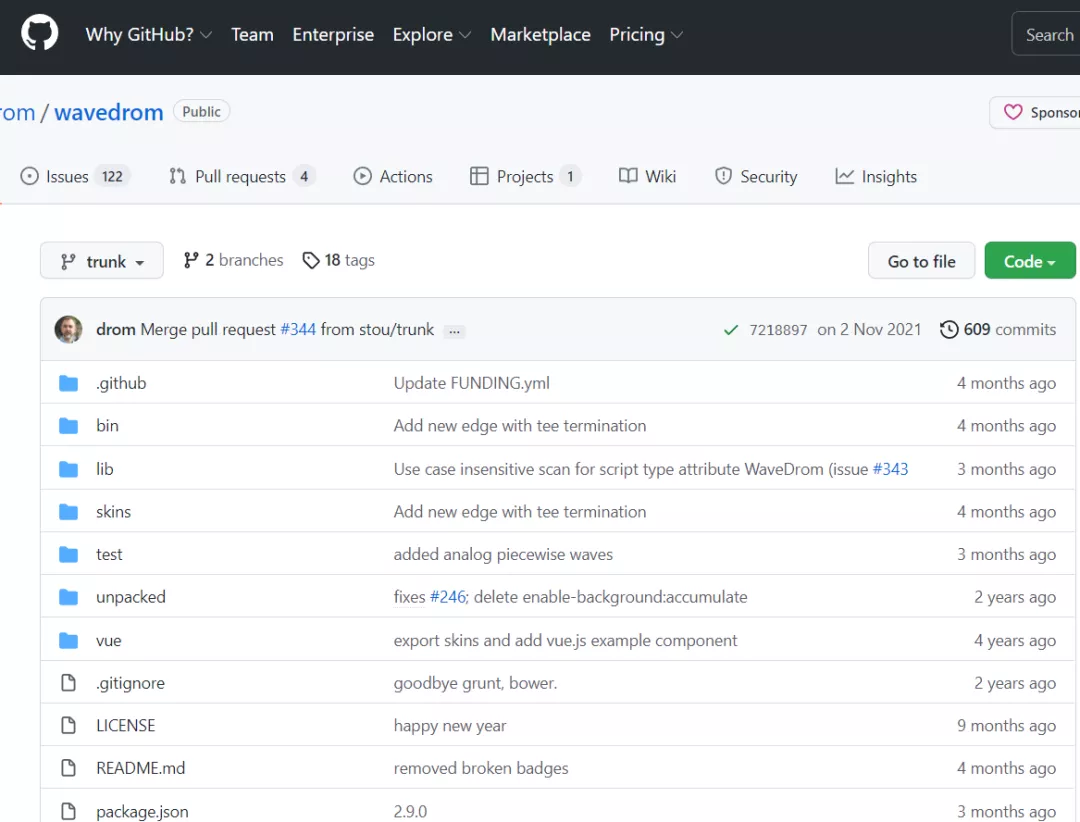 Why GitHub? Team Enterprise Explore Marketplace Pricing Search
rom / wavedrom Public Sponsor
Issues 122 Pull requests 4 Actions Projects 1 Wiki Security Insights
trunk 2 branches 18 tags Go to file Code
drom Merge pull request #344 from stou/trunk ... 7218897 on 2 Nov 2021 609 commits
.github Update FUNDING.yml 4 months ago
bin Add new edge with tee termination 4 months ago
lib Use case insensitive scan for script type attribute WaveDrom (issue #343 3 months ago
skins Add new edge with tee termination 4 months ago
test added analog piecewise waves 3 months ago
unpacked fixes #246; delete enable-background:accumulate 2 years ago
vue export skins and add vue.js example component 4 years ago
.gitignore goodbye grunt, bower. 2 years ago
LICENSE happy new year 9 months ago
README.md removed broken badges 4 months ago
package.json 2.9.0 3 months ago